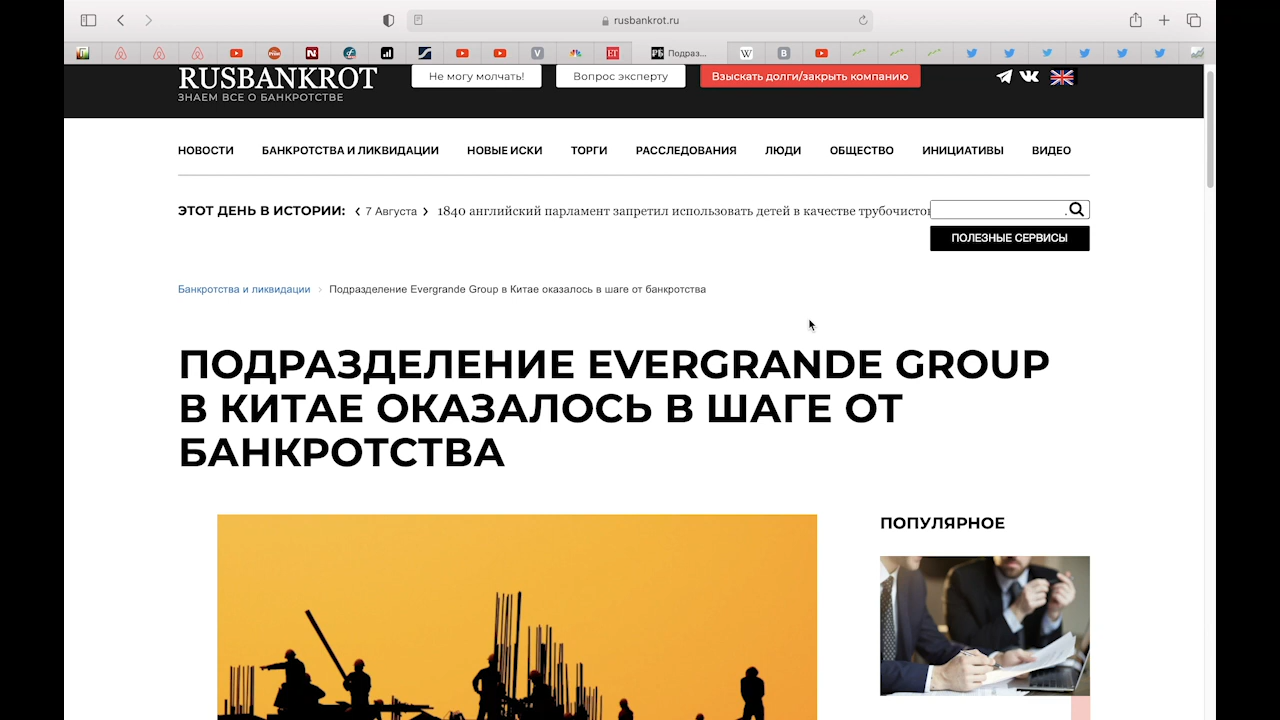 rusbankrot.ru
РБ Подраз...
RUSBANKROT
ЗНАЕМ ВСЕ О БАНКРОТСТВЕ
Не могу молчать!
Вопрос эксперту
Взыскать долги/закрыть компанию
НОВОСТИ БАНКРОТСТВА И ЛИКВИДАЦИИ НОВЫЕ ИСКИ ТОРГИ РАССЛЕДОВАНИЯ ЛЮДИ ОБЩЕСТВО ИНИЦИАТИВЫ ВИДЕО
ЭТОТ ДЕНЬ В ИСТОРИИ: 7 Августа 1840 английский парламент запретил использовать детей в качестве трубочистов
ПОЛЕЗНЫЕ СЕРВИСЫ
Банкротства и ликвидации › Подразделение Evergrande Group в Китае оказалось в шаге от банкротства
ПОДРАЗДЕЛЕНИЕ EVERGRANDE GROUP
В КИТАЕ ОКАЗАЛОСЬ В ШАГЕ ОТ
БАНКРОТСТВА
ПОПУЛЯРНОЕ